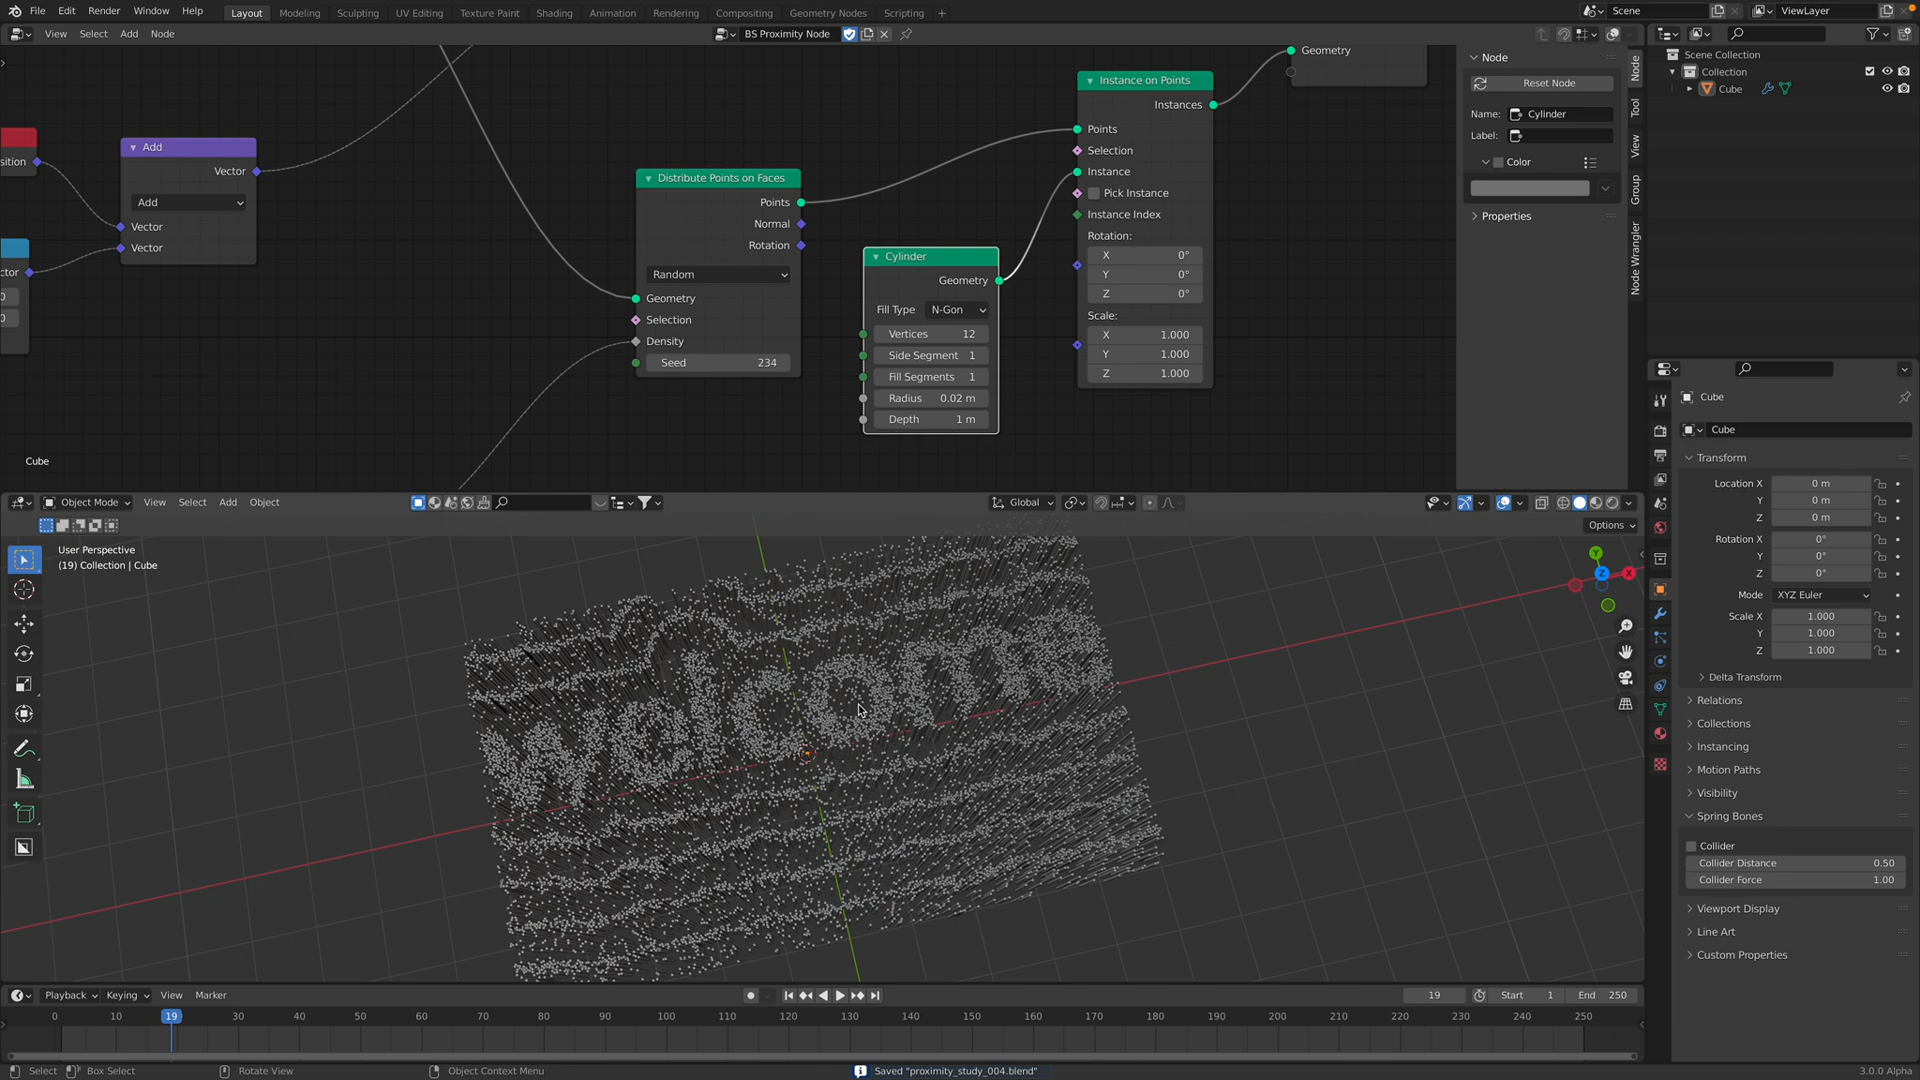 File Edit Render Window Help Layout Modeling Sculpting UV Editing Texture Paint Shading Animation Rendering Compositing Geometry Nodes Scripting Scene ViewLayer
View Select Add Node BS Proximity Node
Geometry
Instance on Points
Instances
Points
Selection
Instance
Pick Instance
Instance Index
Rotation:
X 0°
Y 0°
Z 0°
Scale:
X 1.000
Y 1.000
Z 1.000
Add
Vector
Add
Vector
Vector
Distribute Points on Faces
Points
Normal
Rotation
Random
Geometry
Selection
Density
Seed 234
Cylinder
Geometry
Fill Type N-Gon
Vertices 12
Side Segment 1
Fill Segments 1
Radius 0.02 m
Depth 1 m
Cube
Node
Reset Node
Name: Cylinder
Label:
Color
Properties
Node
Tool
View
Group
Node Wrangler
Scene Collection
Collection
Cube
Object Mode View Select Add Object Global
Options
User Perspective
(19) Collection | Cube
Welcome
Y
Z
X
Cube
Cube
Transform
Location X 0 m
Y 0 m
Z 0 m
Rotation X 0°
Y 0°
Z 0°
Mode XYZ Euler
Scale X 1.000
Y 1.000
Z 1.000
Delta Transform
Relations
Collections
Instancing
Motion Paths
Visibility
Spring Bones
Collider
Collider Distance 0.50
Collider Force 1.00
Viewport Display
Line Art
Custom Properties
Playback Keying View Marker 19 Start 1 End 250
0 10 19 30 40 50 60 70 80 90 100 110 120 130 140 150 160 170 180 190 200 210 220 230 240 250
Select Box Select Rotate View Object Context Menu Saved "proximity_study_004.blend" 3.0.0 Alpha